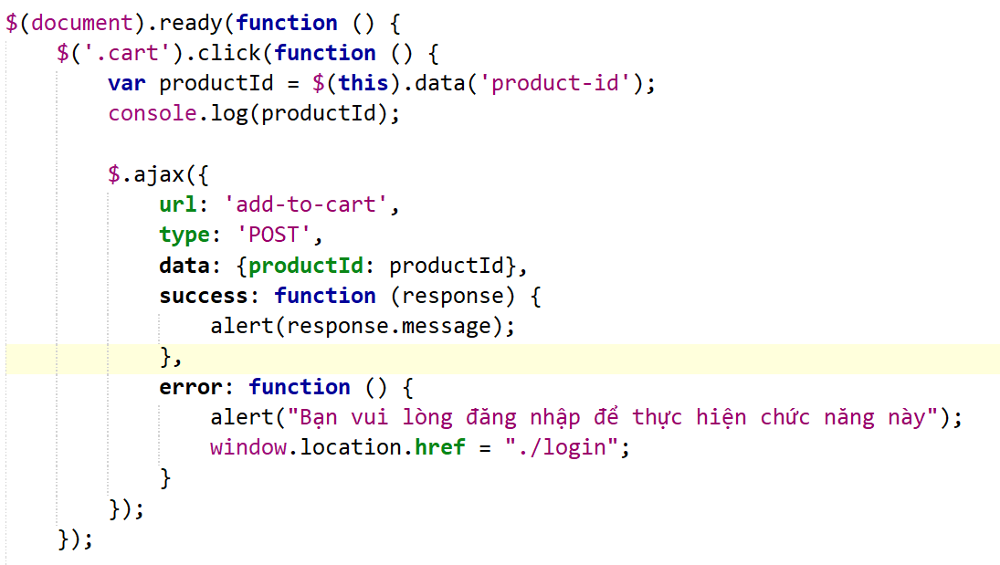 $(document).ready(function () {
    $('.cart').click(function () {
        var productId = $(this).data('product-id');
        console.log(productId);

        $.ajax({
            url: 'add-to-cart',
            type: 'POST',
            data: {productId: productId},
            success: function (response) {
                alert(response.message);
            },
            error: function () {
                alert("Bạn vui lòng đăng nhập để thực hiện chức năng này");
                window.location.href = "./login";
            }
        });
    });